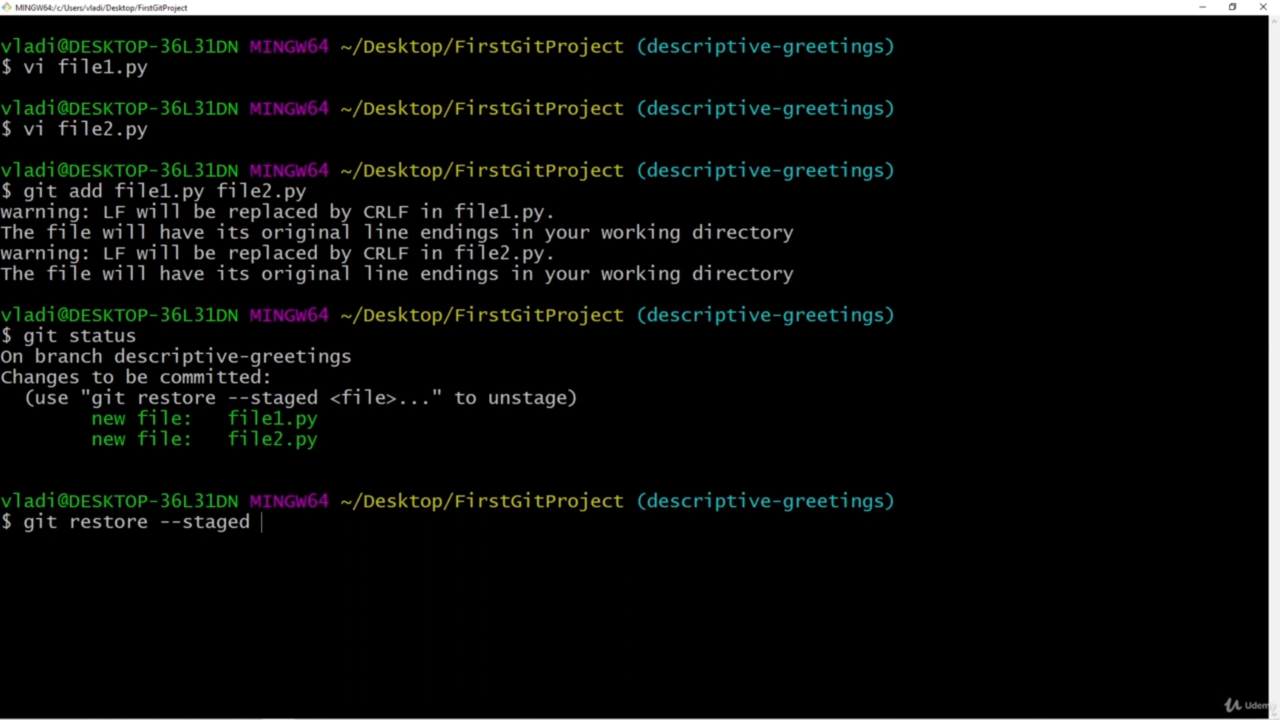 MINGW64:/c/Users/vladi/Desktop/FirstGitProject
vladi@DESKTOP-36L31DN MINGW64 ~/Desktop/FirstGitProject (descriptive-greetings)
$ vi file1.py
vladi@DESKTOP-36L31DN MINGW64 ~/Desktop/FirstGitProject (descriptive-greetings)
$ vi file2.py
vladi@DESKTOP-36L31DN MINGW64 ~/Desktop/FirstGitProject (descriptive-greetings)
$ git add file1.py file2.py
warning: LF will be replaced by CRLF in file1.py.
The file will have its original line endings in your working directory
warning: LF will be replaced by CRLF in file2.py.
The file will have its original line endings in your working directory
vladi@DESKTOP-36L31DN MINGW64 ~/Desktop/FirstGitProject (descriptive-greetings)
$ git status
On branch descriptive-greetings
Changes to be committed:
  (use "git restore --staged <file>..." to unstage)
        new file:   file1.py
        new file:   file2.py
vladi@DESKTOP-36L31DN MINGW64 ~/Desktop/FirstGitProject (descriptive-greetings)
$ git restore --staged
Udemy